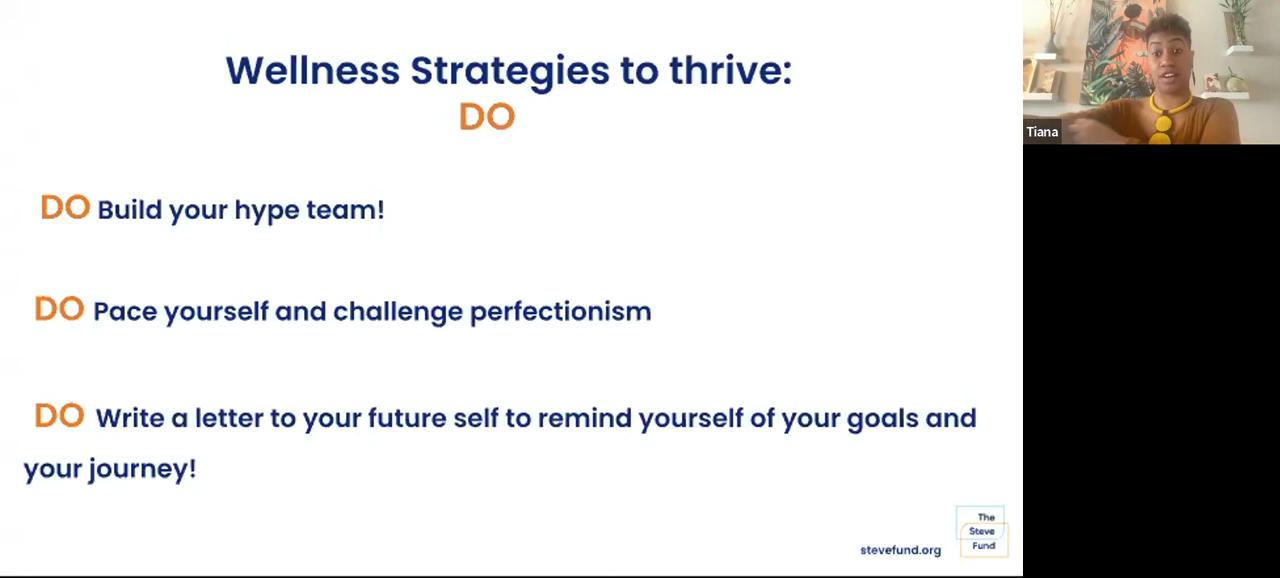 Wellness Strategies to thrive:
DO
DO Build your hype team!
DO Pace yourself and challenge perfectionism
DO Write a letter to your future self to remind yourself of your goals and
your journey!
stevefund.org
The
Steve
Fund
Tiana